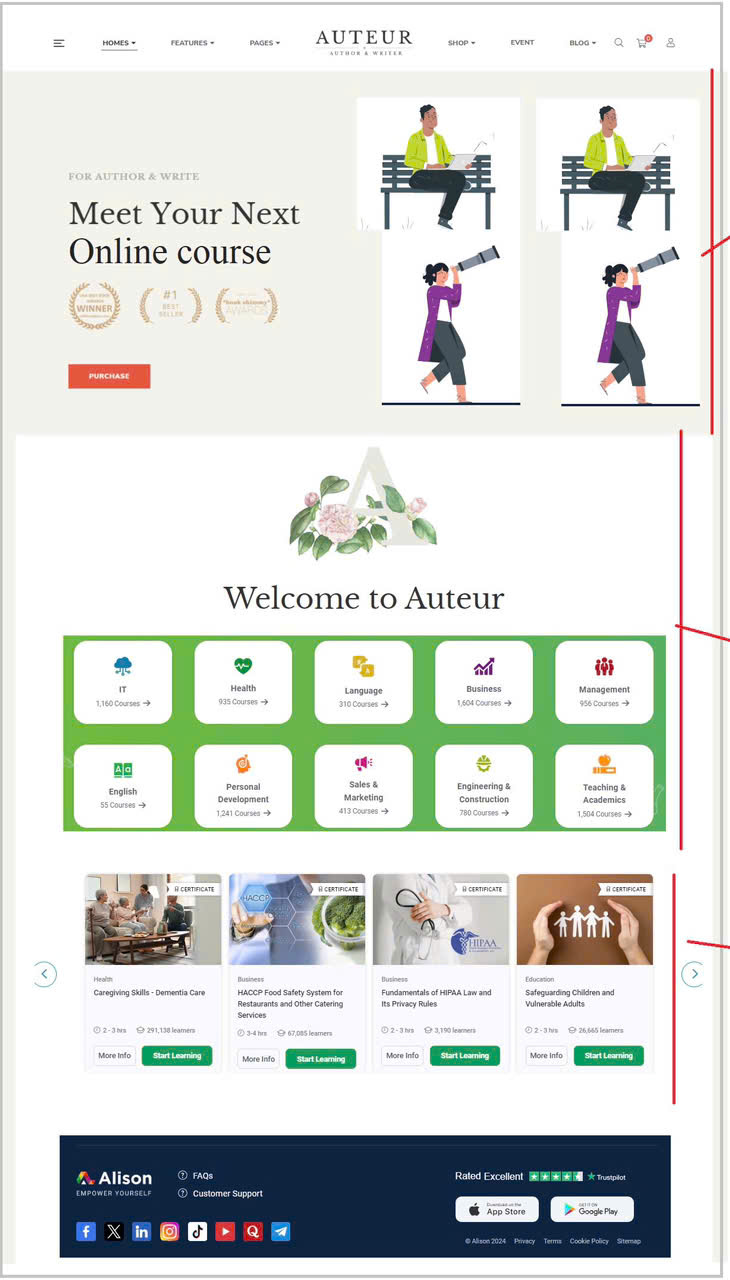 HOMES
FEATURES
PAGES
AUTEUR
AUTHOR & WRITER
SHOP
EVENT
BLOG
0
FOR AUTHOR & WRITE
Meet Your Next
Online course
WINNER
#1
BEST
SELLER
"book skimmy"
AWARDS
PURCHASE
A
Welcome to Auteur
IT
1,160 Courses →
Health
935 Courses →
Language
310 Courses →
Business
1,604 Courses →
Management
956 Courses →
English
55 Courses →
Personal
Development
1,241 Courses →
Sales &
Marketing
413 Courses →
Engineering &
Construction
780 Courses →
Teaching &
Academics
1,504 Courses →
CERTIFICATE
Health
Caregiving Skills - Dementia Care
2 - 3 hrs 291,138 learners
More Info Start Learning
CERTIFICATE
HACCP
Business
HACCP Food Safety System for
Restaurants and Other Catering
Services
3-4 hrs 67,085 learners
More Info Start Learning
CERTIFICATE
HIPAA
Business
Fundamentals of HIPAA Law and
Its Privacy Rules
2 - 3 hrs 3,190 learners
More Info Start Learning
CERTIFICATE
Education
Safeguarding Children and
Vulnerable Adults
2 - 3 hrs 26,665 learners
More Info Start Learning
Alison
EMPOWER YOURSELF
FAQs
Customer Support
Rated Excellent Trustpilot
Download on the
App Store
GET IT ON
Google Play
© Alison 2024 Privacy Terms Cookie Policy Sitemap